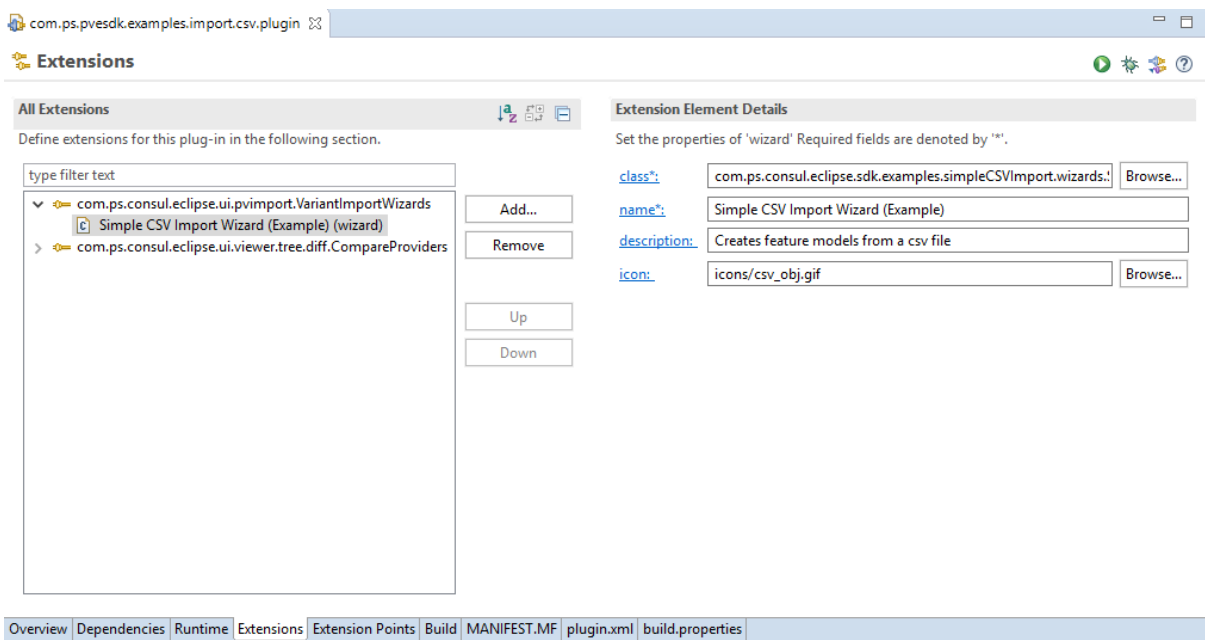 com.ps.pvesdk.examples.import.csv.plugin
Extensions
All Extensions
Define extensions for this plug-in in the following section.
type filter text
com.ps.consul.eclipse.ui.pvimport.VariantImportWizards
Simple CSV Import Wizard (Example) (wizard)
com.ps.consul.eclipse.ui.viewer.tree.diff.CompareProviders
Add...
Remove
Up
Down
Extension Element Details
Set the properties of 'wizard' Required fields are denoted by '*'.
class*: com.ps.consul.eclipse.sdk.examples.simpleCSVImport.wizards. Browse...
name*: Simple CSV Import Wizard (Example)
description: Creates feature models from a csv file
icon: icons/csv_obj.gif Browse...
Overview Dependencies Runtime Extensions Extension Points Build MANIFEST.MF plugin.xml build.properties